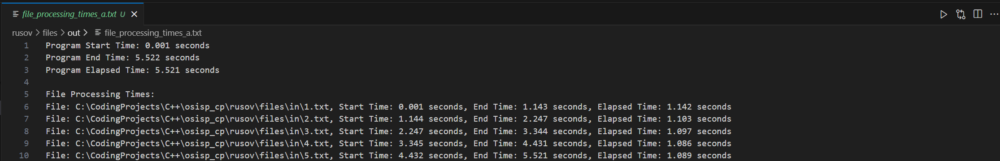 file_processing_times_a.txt U
rusov > files > out > file_processing_times_a.txt
1 Program Start Time: 0.001 seconds
2 Program End Time: 5.522 seconds
3 Program Elapsed Time: 5.521 seconds
4
5 File Processing Times:
6 File: C:\CodingProjects\C++\osisp_cp\rusov\files\in\1.txt, Start Time: 0.001 seconds, End Time: 1.143 seconds, Elapsed Time: 1.142 seconds
7 File: C:\CodingProjects\C++\osisp_cp\rusov\files\in\2.txt, Start Time: 1.144 seconds, End Time: 2.247 seconds, Elapsed Time: 1.103 seconds
8 File: C:\CodingProjects\C++\osisp_cp\rusov\files\in\3.txt, Start Time: 2.247 seconds, End Time: 3.344 seconds, Elapsed Time: 1.097 seconds
9 File: C:\CodingProjects\C++\osisp_cp\rusov\files\in\4.txt, Start Time: 3.345 seconds, End Time: 4.431 seconds, Elapsed Time: 1.086 seconds
10 File: C:\CodingProjects\C++\osisp_cp\rusov\files\in\5.txt, Start Time: 4.432 seconds, End Time: 5.521 seconds, Elapsed Time: 1.089 seconds